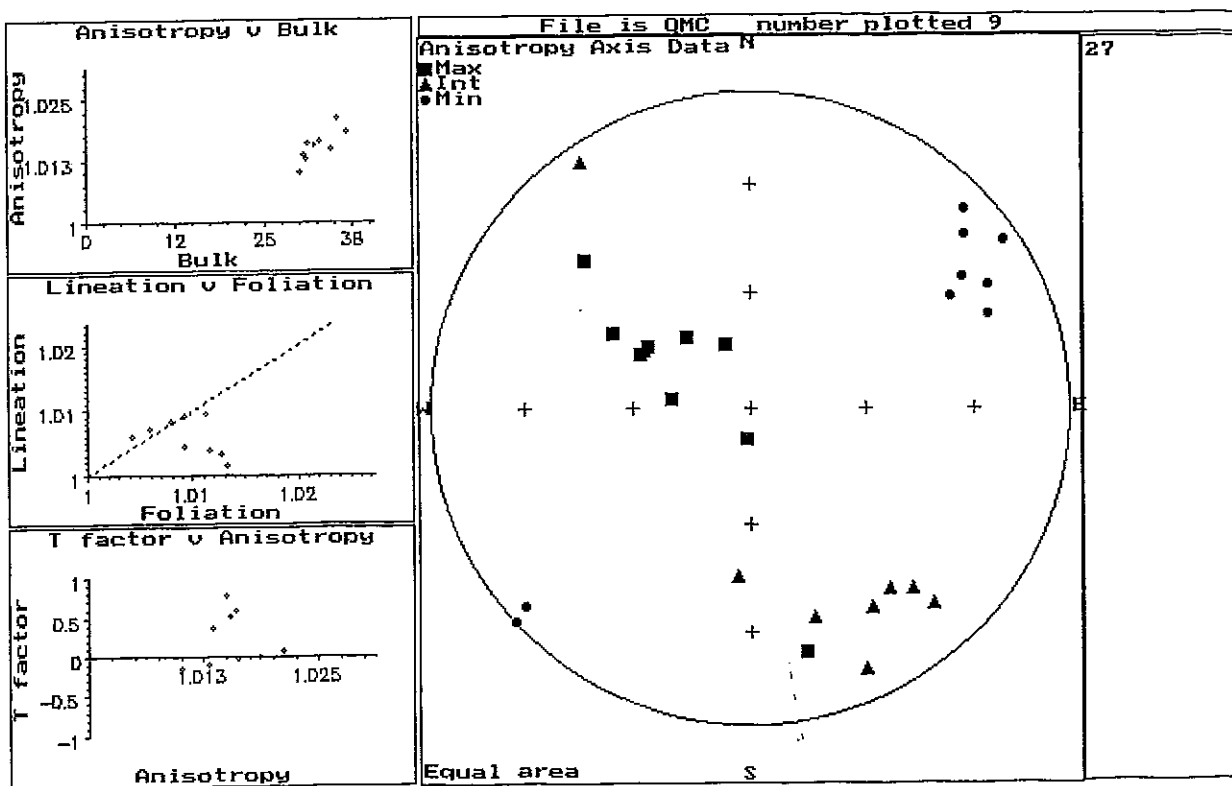 File is QMC number plotted 9
Anisotropy v Bulk
Anisotropy
1.025
1.013
1
0 12 25 38
Bulk
Lineation v Foliation
Lineation
1.02
1.01
1
1 1.01 1.02
Foliation
T factor v Anisotropy
T factor
1
0.5
0
-0.5
-1
1.013 1.025
Anisotropy
Anisotropy Axis Data
Max
Int
Min
N
W
E
S
Equal area
27